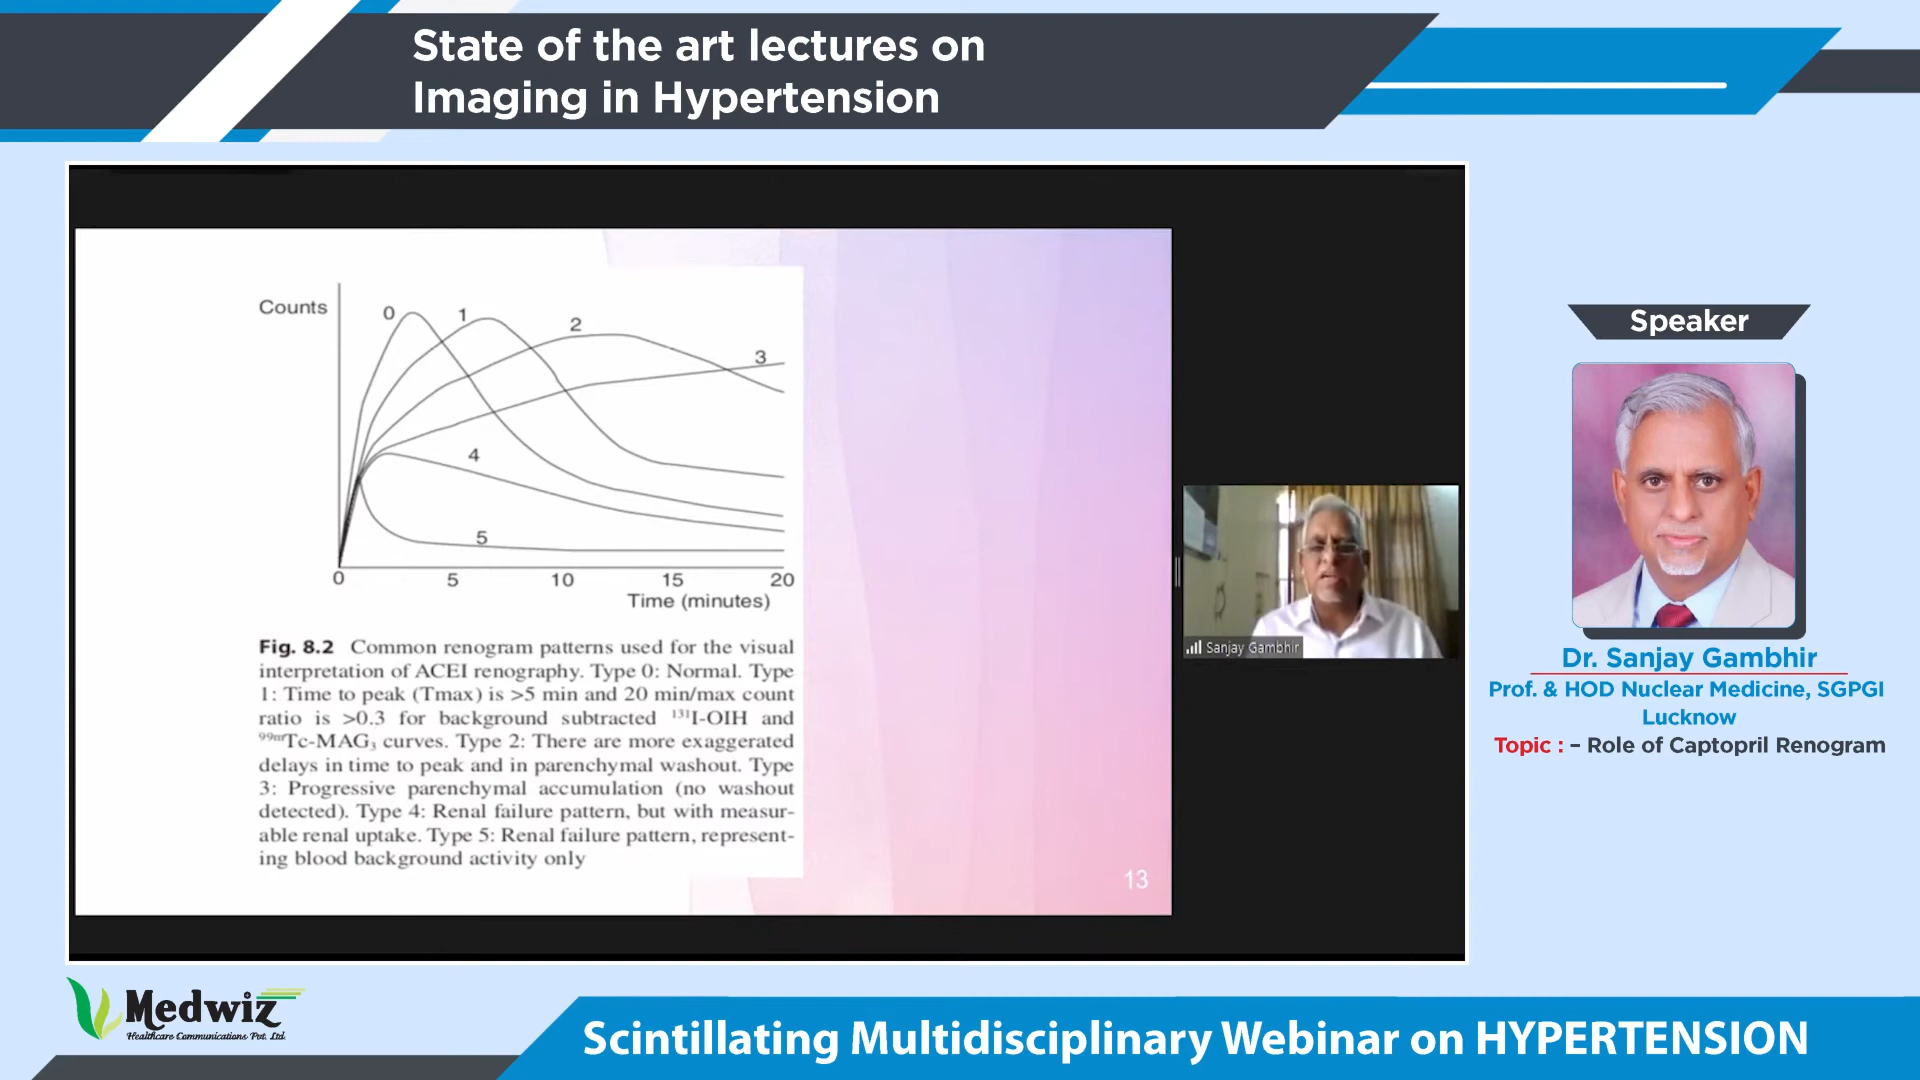 State of the art lectures on
Imaging in Hypertension
Counts
0
1
2
3
4
5
0 5 10 15 20
Time (minutes)
Fig. 8.2 Common renogram patterns used for the visual
interpretation of ACEI renography. Type 0: Normal. Type
1: Time to peak (Tmax) is >5 min and 20 min/max count
ratio is >0.3 for background subtracted ¹³¹I-OIH and
⁹⁹ᵐTc-MAG₃ curves. Type 2: There are more exaggerated
delays in time to peak and in parenchymal washout. Type
3: Progressive parenchymal accumulation (no washout
detected). Type 4: Renal failure pattern, but with measur-
able renal uptake. Type 5: Renal failure pattern, represent-
ing blood background activity only
13
Sanjay Gambhir
Speaker
Dr. Sanjay Gambhir
Prof. & HOD Nuclear Medicine, SGPGI
Lucknow
Topic : – Role of Captopril Renogram
Medwiz
Healthcare Communications Pvt. Ltd.
Scintillating Multidisciplinary Webinar on HYPERTENSION